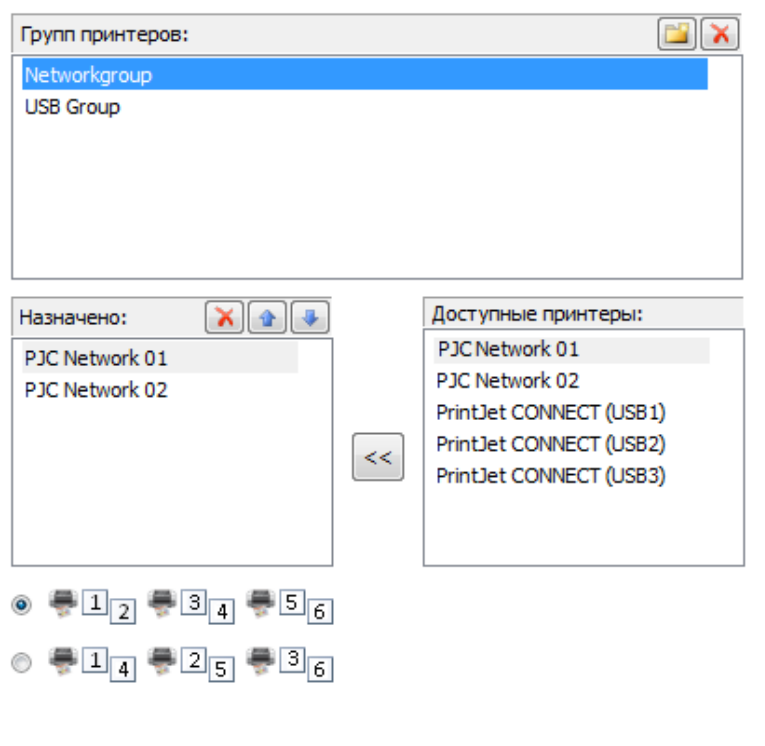 Групп принтеров:
Networkgroup
USB Group
Назначено:
PJC Network 01
PJC Network 02
<<
Доступные принтеры:
PJC Network 01
PJC Network 02
PrintJet CONNECT (USB1)
PrintJet CONNECT (USB2)
PrintJet CONNECT (USB3)
1 2 3 4 5 6
1 4 2 5 3 6